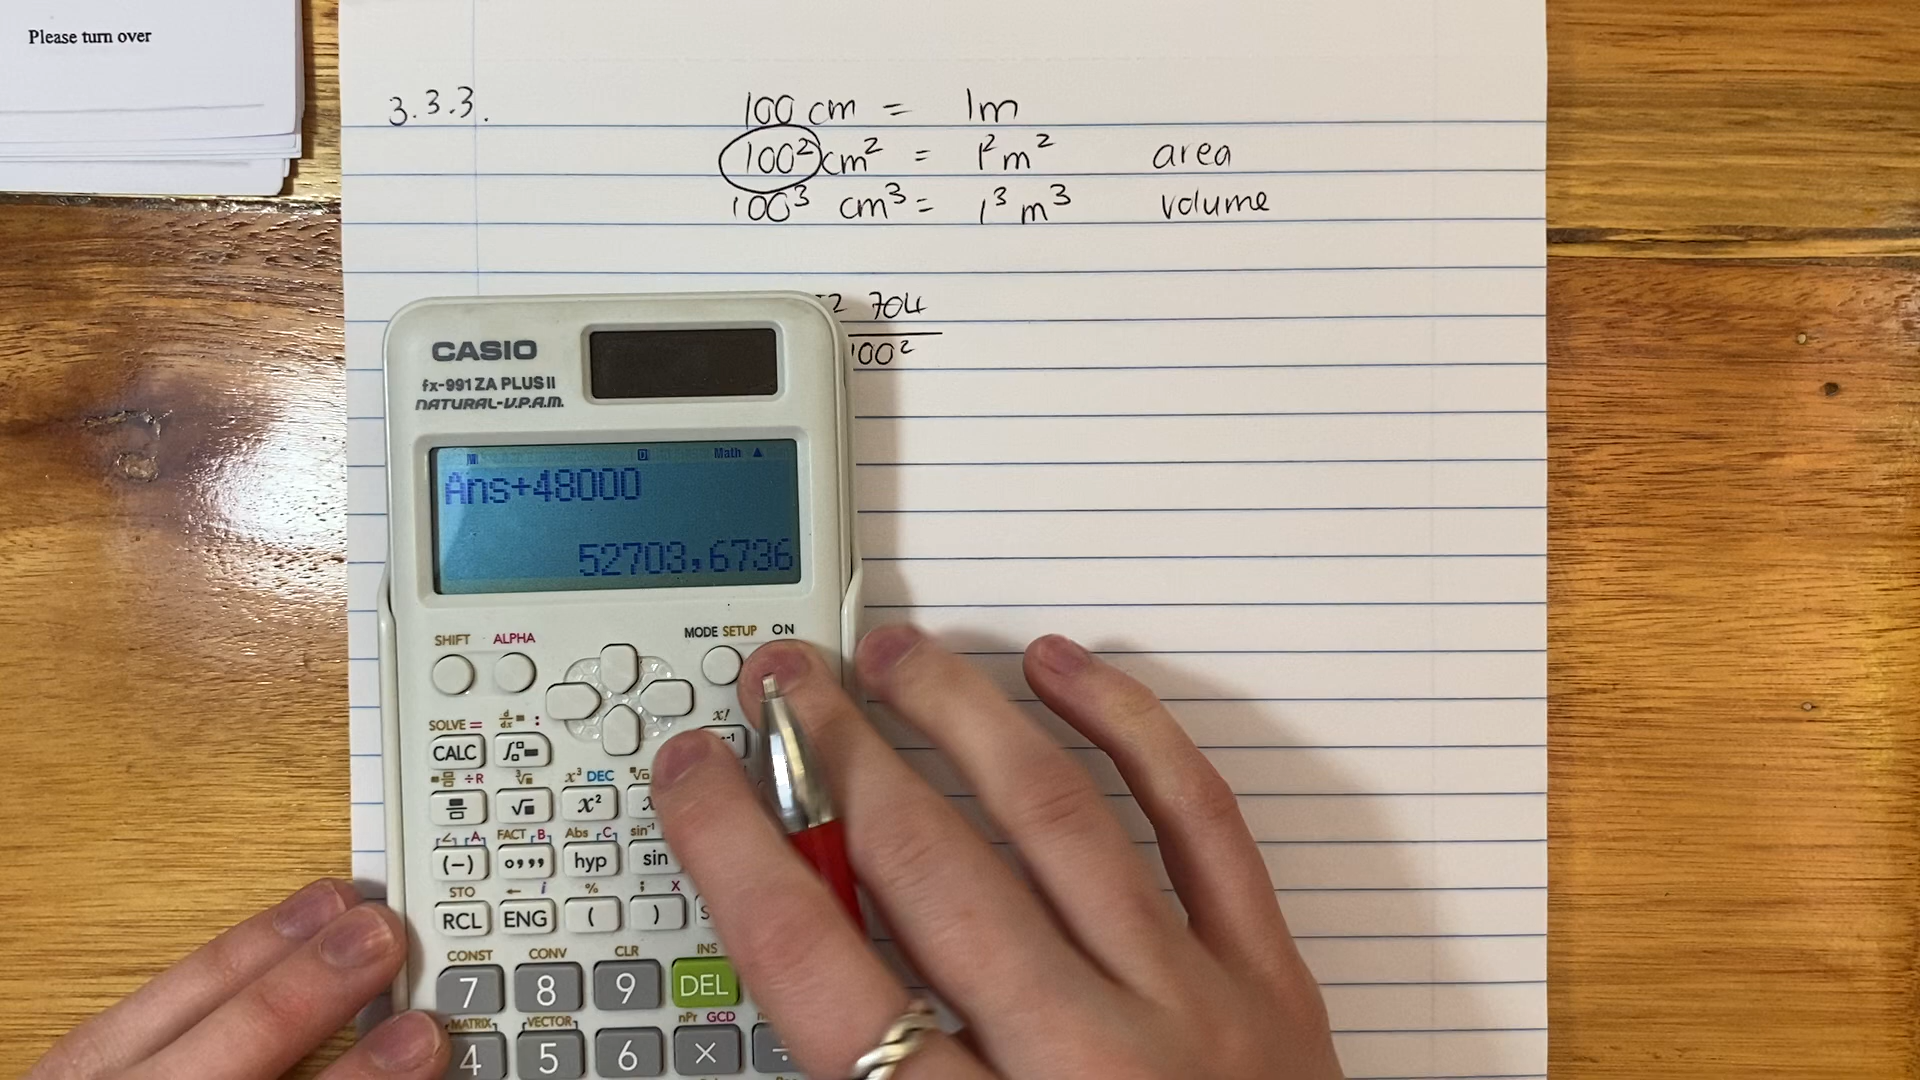 Please turn over
3.3.3.
100 cm = 1m
100² cm² = 1² m² area
100³ cm³ = 1³ m³ volume
2 704
100²
CASIO
fx-991ZA PLUS II
NATURAL-V.P.A.M.
M D Math ▲
Ans+48000
52703,6736
SHIFT ALPHA MODE SETUP ON
SOLVE = d/dx = : x!
CALC ∫
÷R ³√ x³ DEC
√ x²
∠ A FACT B Abs C sin⁻¹
(−) °,,, hyp sin
STO ← i % ; X
RCL ENG ( )
CONST CONV CLR INS
7 8 9 DEL
MATRIX VECTOR nPr GCD
4 5 6 × ÷